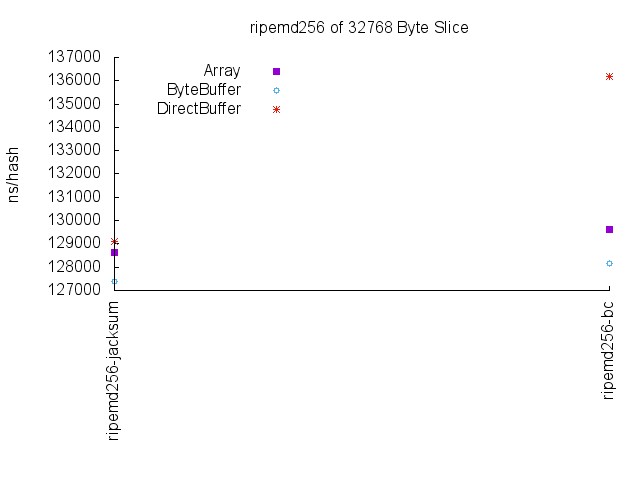 ripemd256 of 32768 Byte Slice
137000
136000
135000
134000
133000
132000
131000
130000
129000
128000
127000
ns/hash
Array
ByteBuffer
DirectBuffer
ripemd256-jacksum
ripemd256-bc